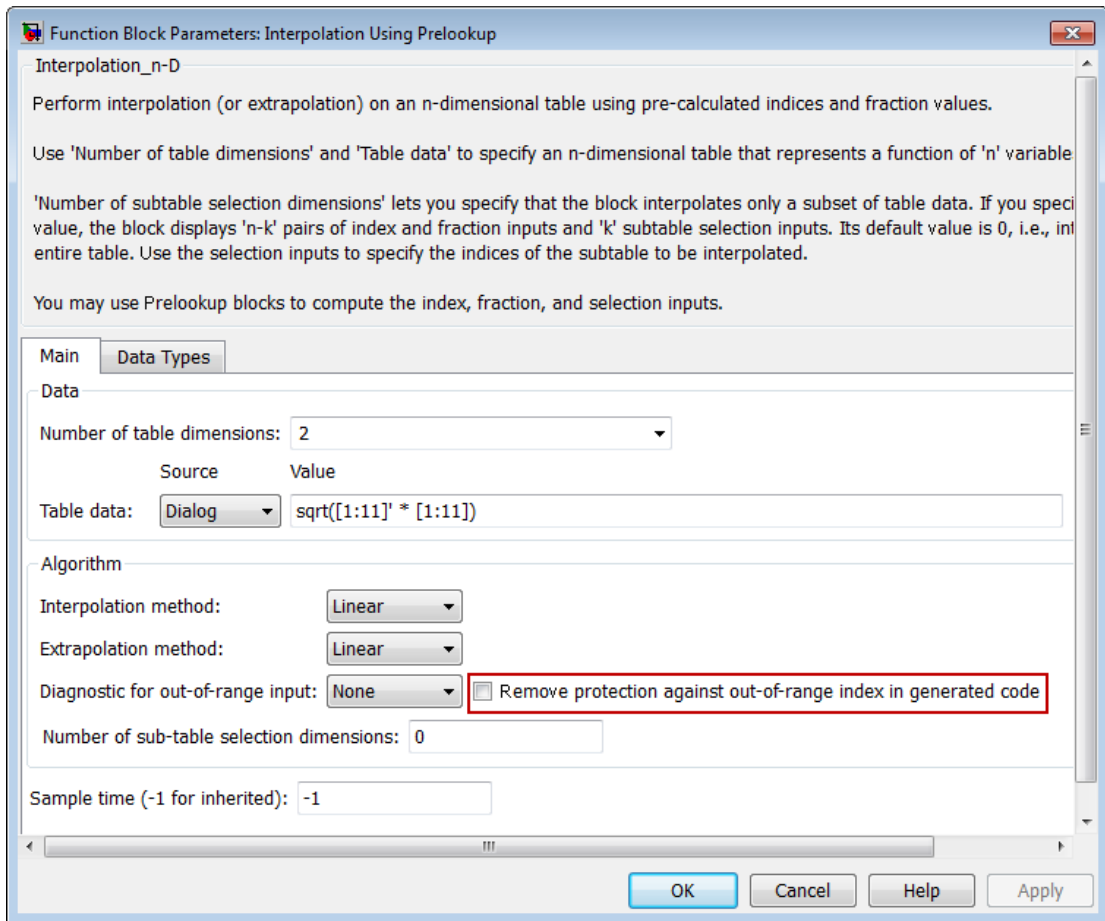 Function Block Parameters: Interpolation Using Prelookup
Interpolation_n-D
Perform interpolation (or extrapolation) on an n-dimensional table using pre-calculated indices and fraction values.
Use 'Number of table dimensions' and 'Table data' to specify an n-dimensional table that represents a function of 'n' variable
'Number of subtable selection dimensions' lets you specify that the block interpolates only a subset of table data. If you speci
value, the block displays 'n-k' pairs of index and fraction inputs and 'k' subtable selection inputs. Its default value is 0, i.e., int
entire table. Use the selection inputs to specify the indices of the subtable to be interpolated.
You may use Prelookup blocks to compute the index, fraction, and selection inputs.
Main Data Types
Data
Number of table dimensions: 2
Source Value
Table data: Dialog sqrt([1:11]' * [1:11])
Algorithm
Interpolation method: Linear
Extrapolation method: Linear
Diagnostic for out-of-range input: None Remove protection against out-of-range index in generated code
Number of sub-table selection dimensions: 0
Sample time (-1 for inherited): -1
OK Cancel Help Apply